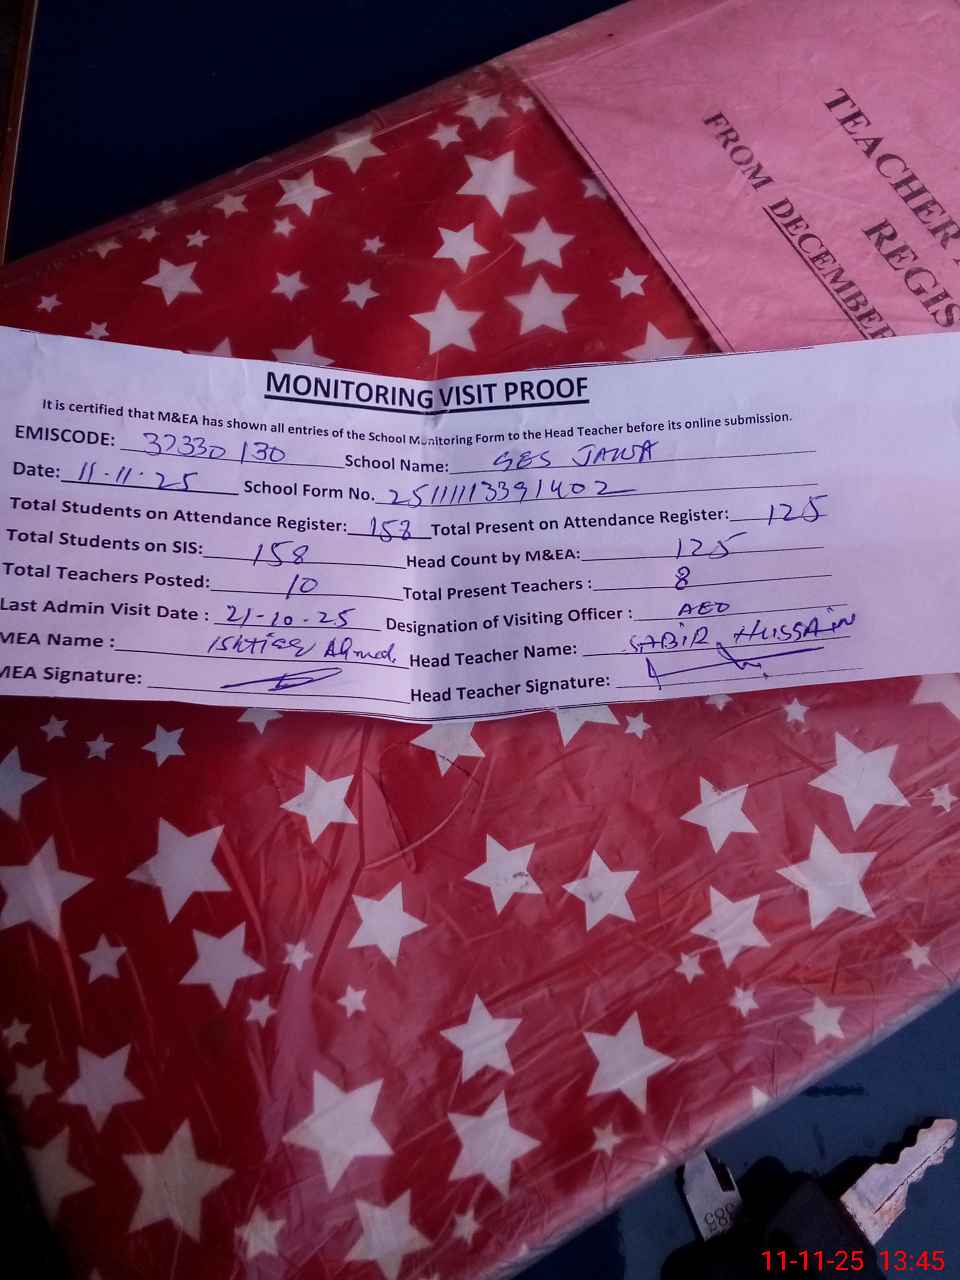 TEACHER
REGIS
FROM DECEMBER
MONITORING VISIT PROOF
It is certified that M&EA has shown all entries of the School Monitoring Form to the Head Teacher before its online submission.
EMISCODE: 37330130 School Name: GES JAWA
Date: 11-11-25 School Form No. 25111113391402
Total Students on Attendance Register: 158 Total Present on Attendance Register: 125
Total Students on SIS: 158 Head Count by M&EA: 125
Total Teachers Posted: 10 Total Present Teachers : 8
Last Admin Visit Date : 21-10-25 Designation of Visiting Officer : AEO
MEA Name : Ishtiaq Ahmed. Head Teacher Name: SABIR HUSSAIN
MEA Signature: Head Teacher Signature:
11-11-25 13:45